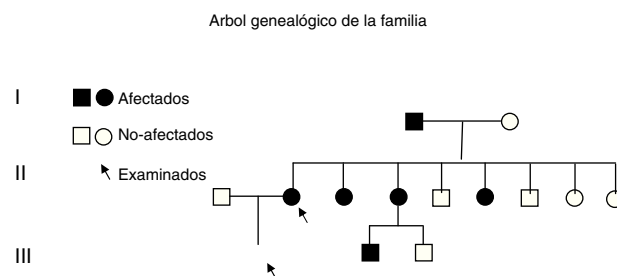 Arbol genealógico de la familia
I
Afectados
No-afectados
II
Examinados
III